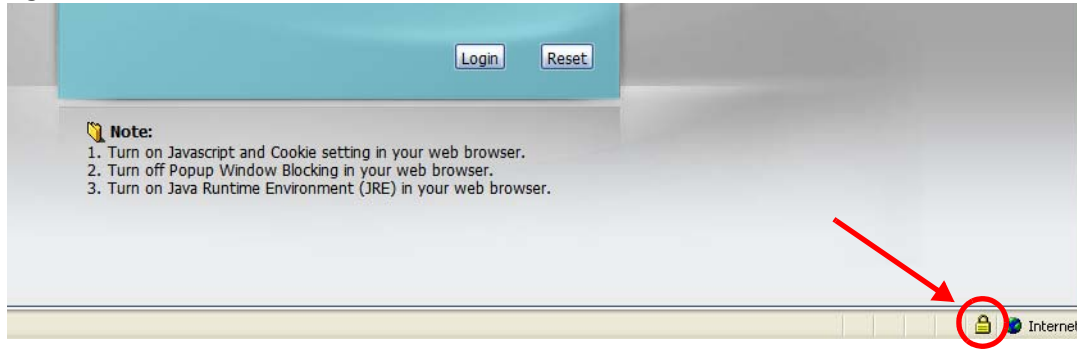 Login Reset
Note:
1. Turn on Javascript and Cookie setting in your web browser.
2. Turn off Popup Window Blocking in your web browser.
3. Turn on Java Runtime Environment (JRE) in your web browser.
Internet